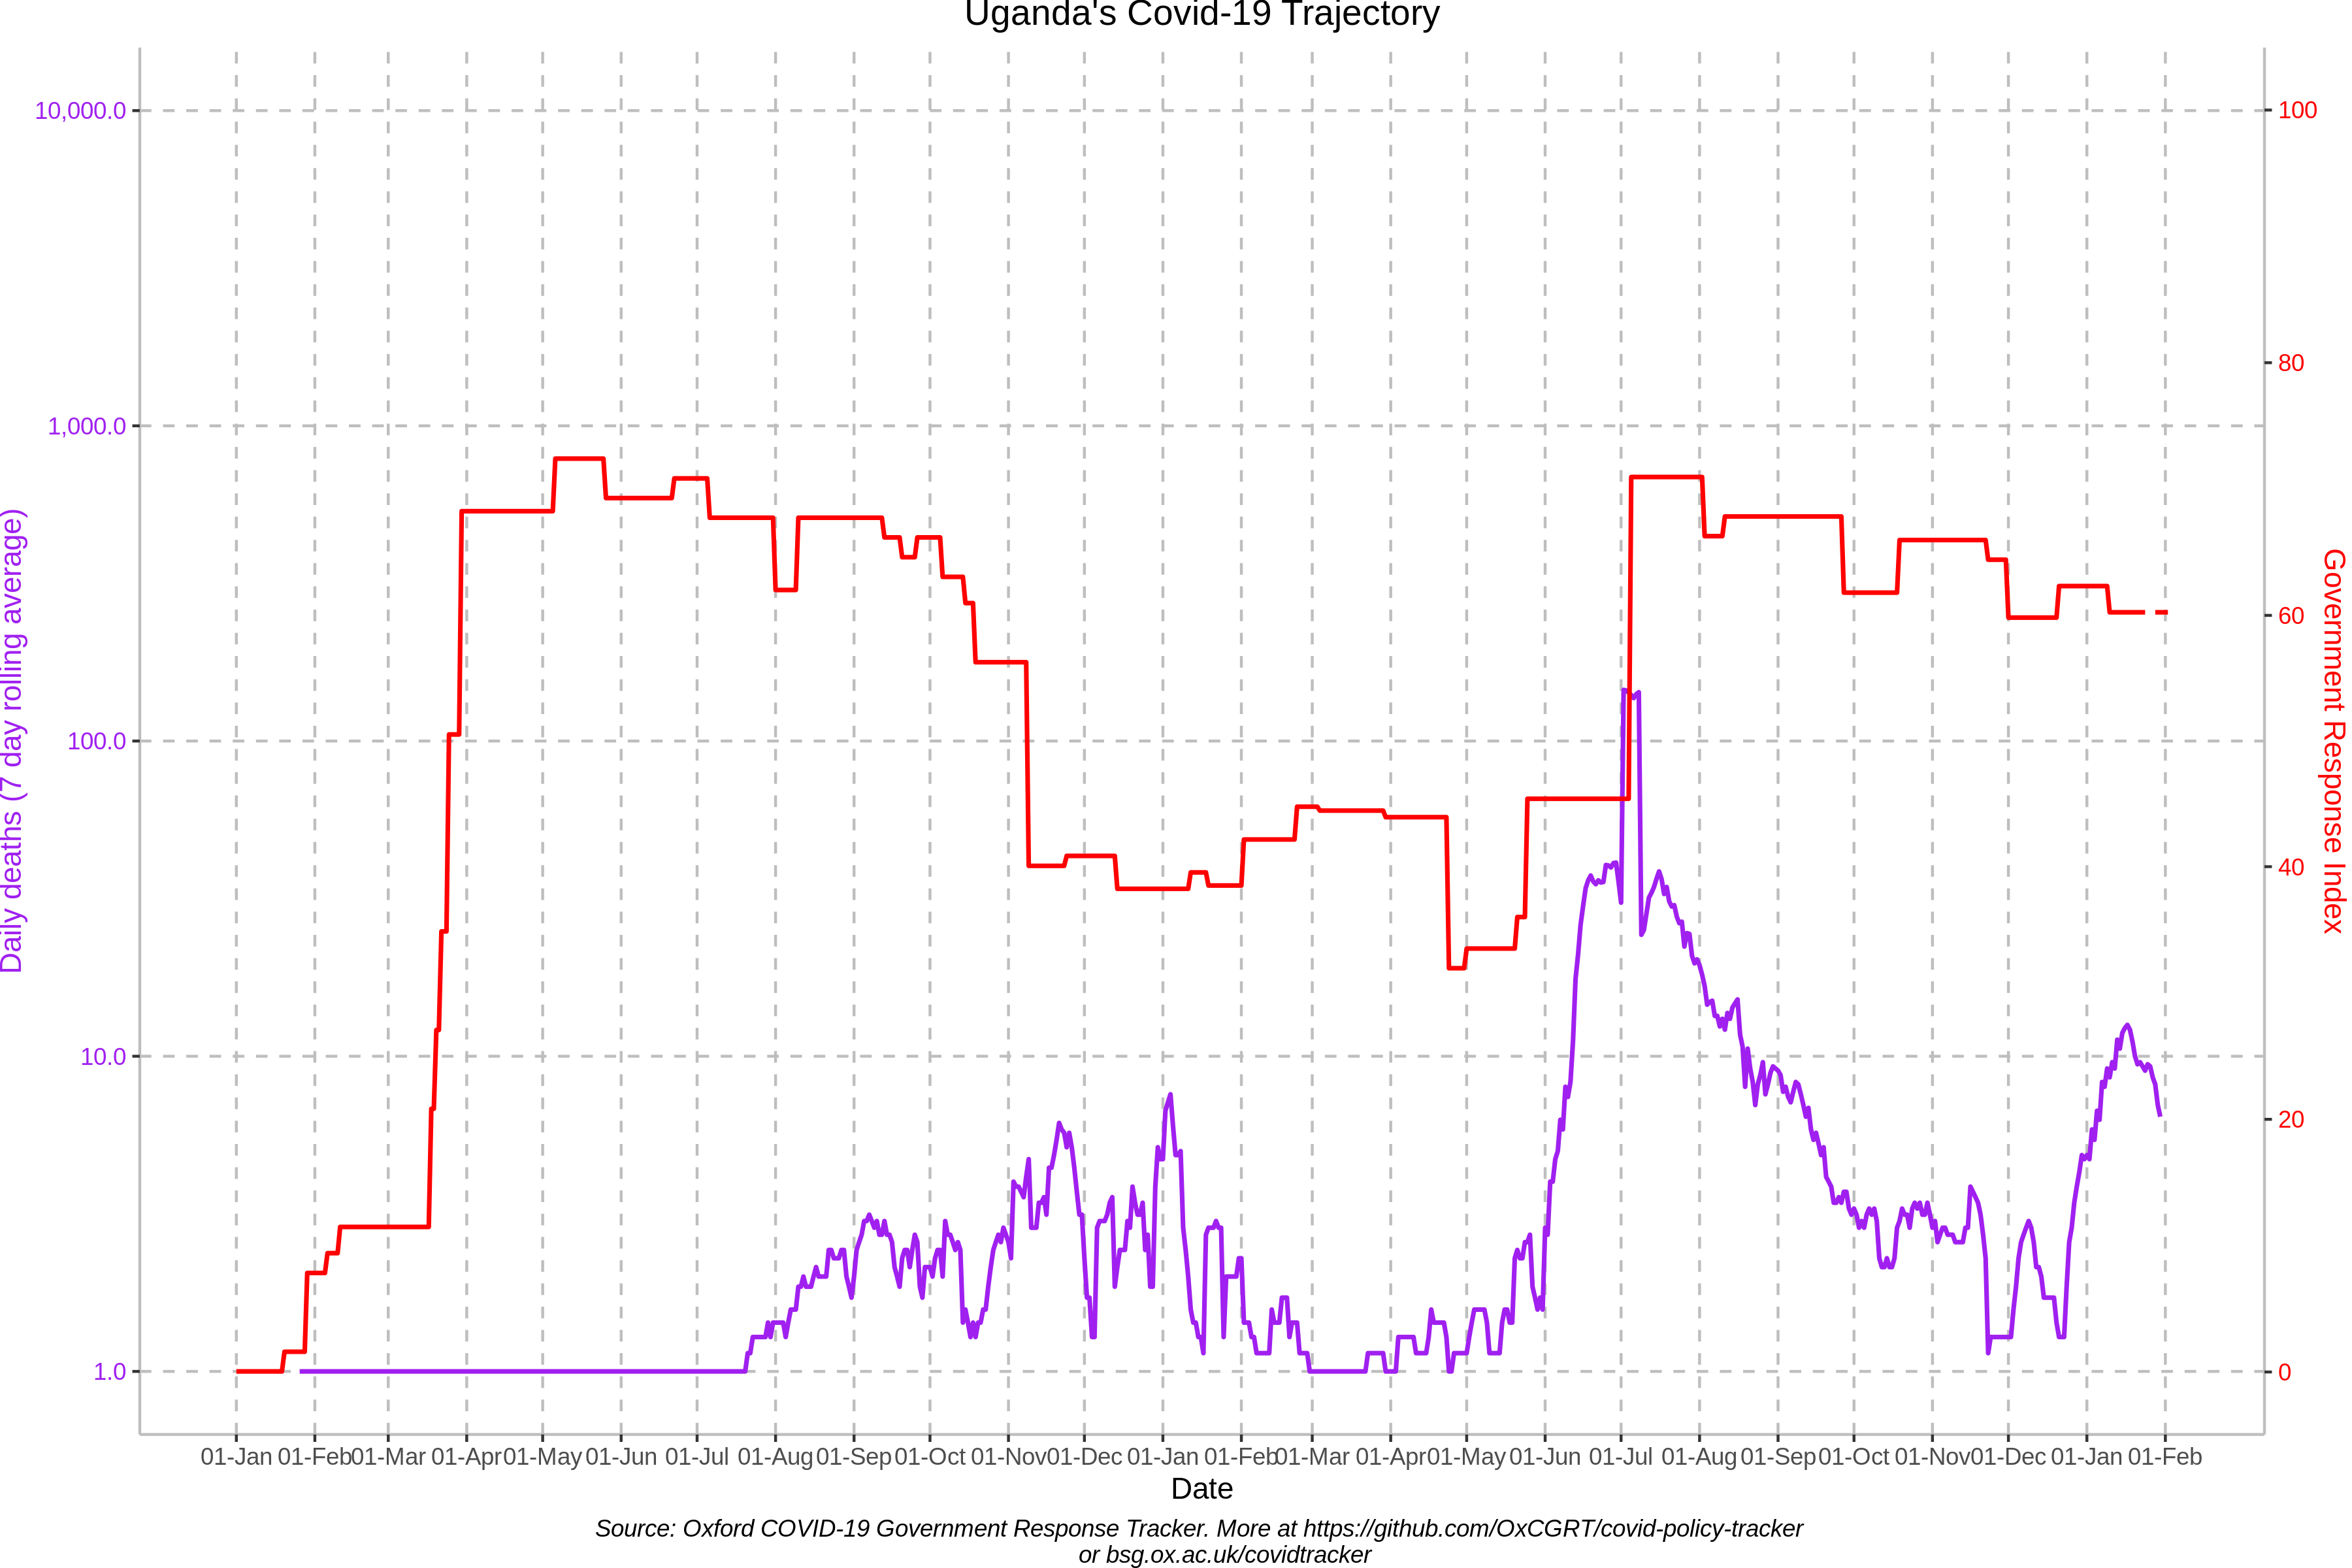 Uganda's Covid-19 Trajectory
10,000.0
1,000.0
100.0
10.0
1.0
Daily deaths (7 day rolling average)
100
80
60
40
20
0
Government Response Index
01-Jan 01-Feb 01-Mar 01-Apr 01-May 01-Jun 01-Jul 01-Aug 01-Sep 01-Oct 01-Nov 01-Dec 01-Jan 01-Feb 01-Mar 01-Apr 01-May 01-Jun 01-Jul 01-Aug 01-Sep 01-Oct 01-Nov 01-Dec 01-Jan 01-Feb
Date
Source: Oxford COVID-19 Government Response Tracker. More at https://github.com/OxCGRT/covid-policy-tracker
or bsg.ox.ac.uk/covidtracker